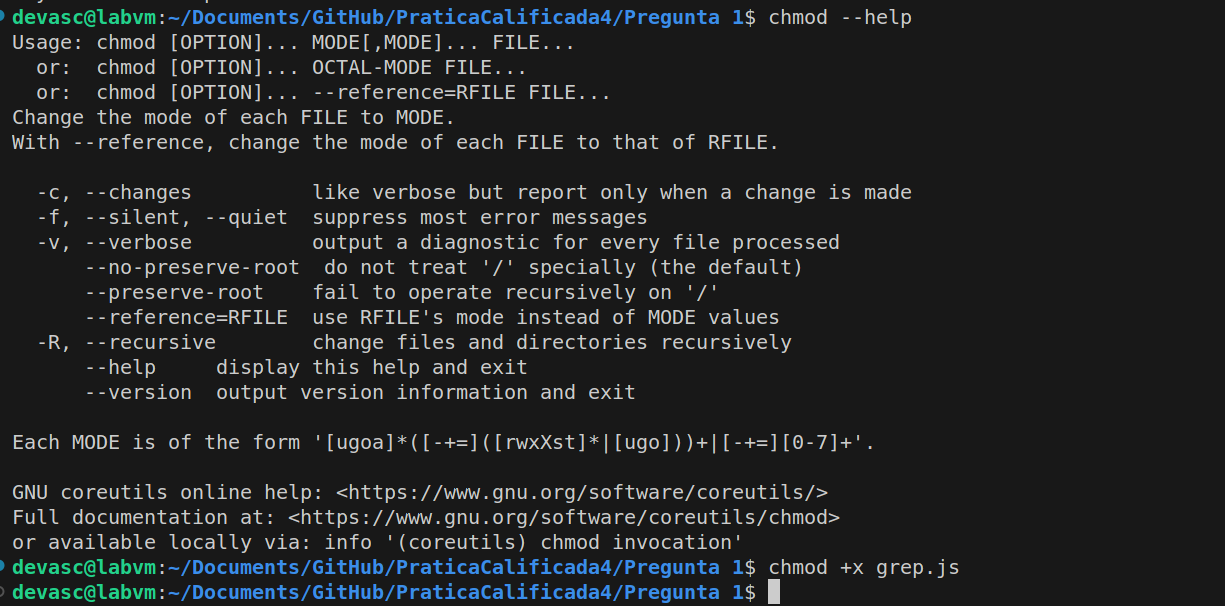 devasc@labvm:~/Documents/GitHub/PraticaCalificada4/Pregunta 1$ chmod --help
Usage: chmod [OPTION]... MODE[,MODE]... FILE...
  or:  chmod [OPTION]... OCTAL-MODE FILE...
  or:  chmod [OPTION]... --reference=RFILE FILE...
Change the mode of each FILE to MODE.
With --reference, change the mode of each FILE to that of RFILE.

  -c, --changes          like verbose but report only when a change is made
  -f, --silent, --quiet  suppress most error messages
  -v, --verbose          output a diagnostic for every file processed
      --no-preserve-root  do not treat '/' specially (the default)
      --preserve-root    fail to operate recursively on '/'
      --reference=RFILE  use RFILE's mode instead of MODE values
  -R, --recursive        change files and directories recursively
      --help     display this help and exit
      --version  output version information and exit

Each MODE is of the form '[ugoa]*([-+=]([rwxXst]*|[ugo]))+|[-+=][0-7]+'.

GNU coreutils online help: <https://www.gnu.org/software/coreutils/>
Full documentation at: <https://www.gnu.org/software/coreutils/chmod>
or available locally via: info '(coreutils) chmod invocation'
devasc@labvm:~/Documents/GitHub/PraticaCalificada4/Pregunta 1$ chmod +x grep.js
devasc@labvm:~/Documents/GitHub/PraticaCalificada4/Pregunta 1$